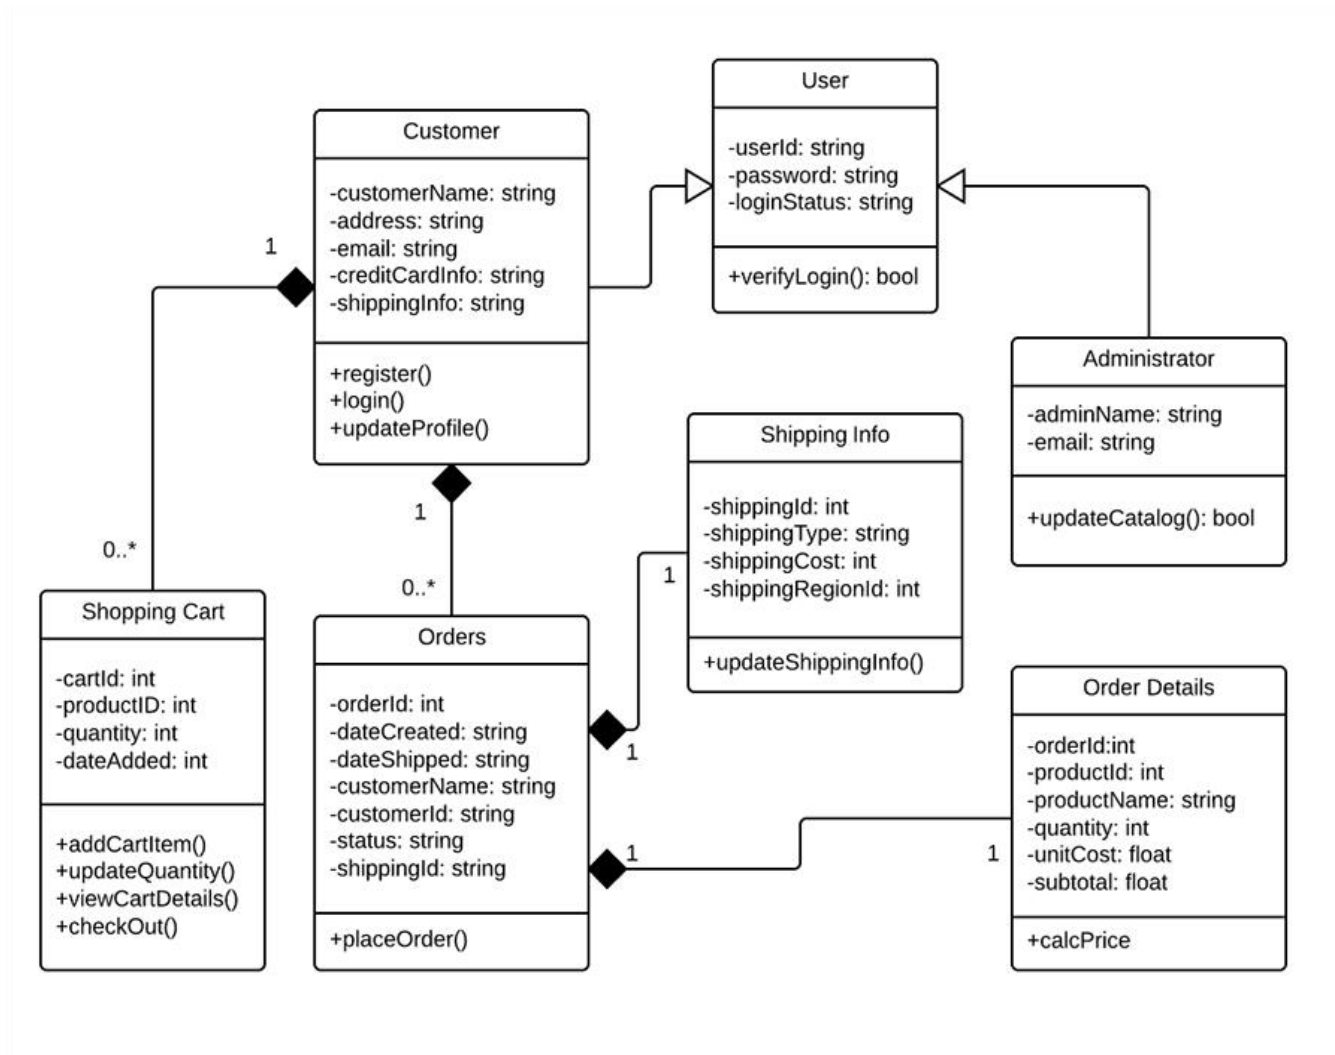 User
-userId: string
-password: string
-loginStatus: string
+verifyLogin(): bool
Customer
-customerName: string
-address: string
-email: string
-creditCardInfo: string
-shippingInfo: string
+register()
+login()
+updateProfile()
1
0..*
1
0..*
Administrator
-adminName: string
-email: string
+updateCatalog(): bool
Shipping Info
-shippingId: int
-shippingType: string
-shippingCost: int
-shippingRegionId: int
+updateShippingInfo()
1
1
Shopping Cart
-cartId: int
-productID: int
-quantity: int
-dateAdded: int
+addCartItem()
+updateQuantity()
+viewCartDetails()
+checkOut()
Orders
-orderId: int
-dateCreated: string
-dateShipped: string
-customerName: string
-customerId: string
-status: string
-shippingId: string
+placeOrder()
1
1
Order Details
-orderId:int
-productId: int
-productName: string
-quantity: int
-unitCost: float
-subtotal: float
+calcPrice